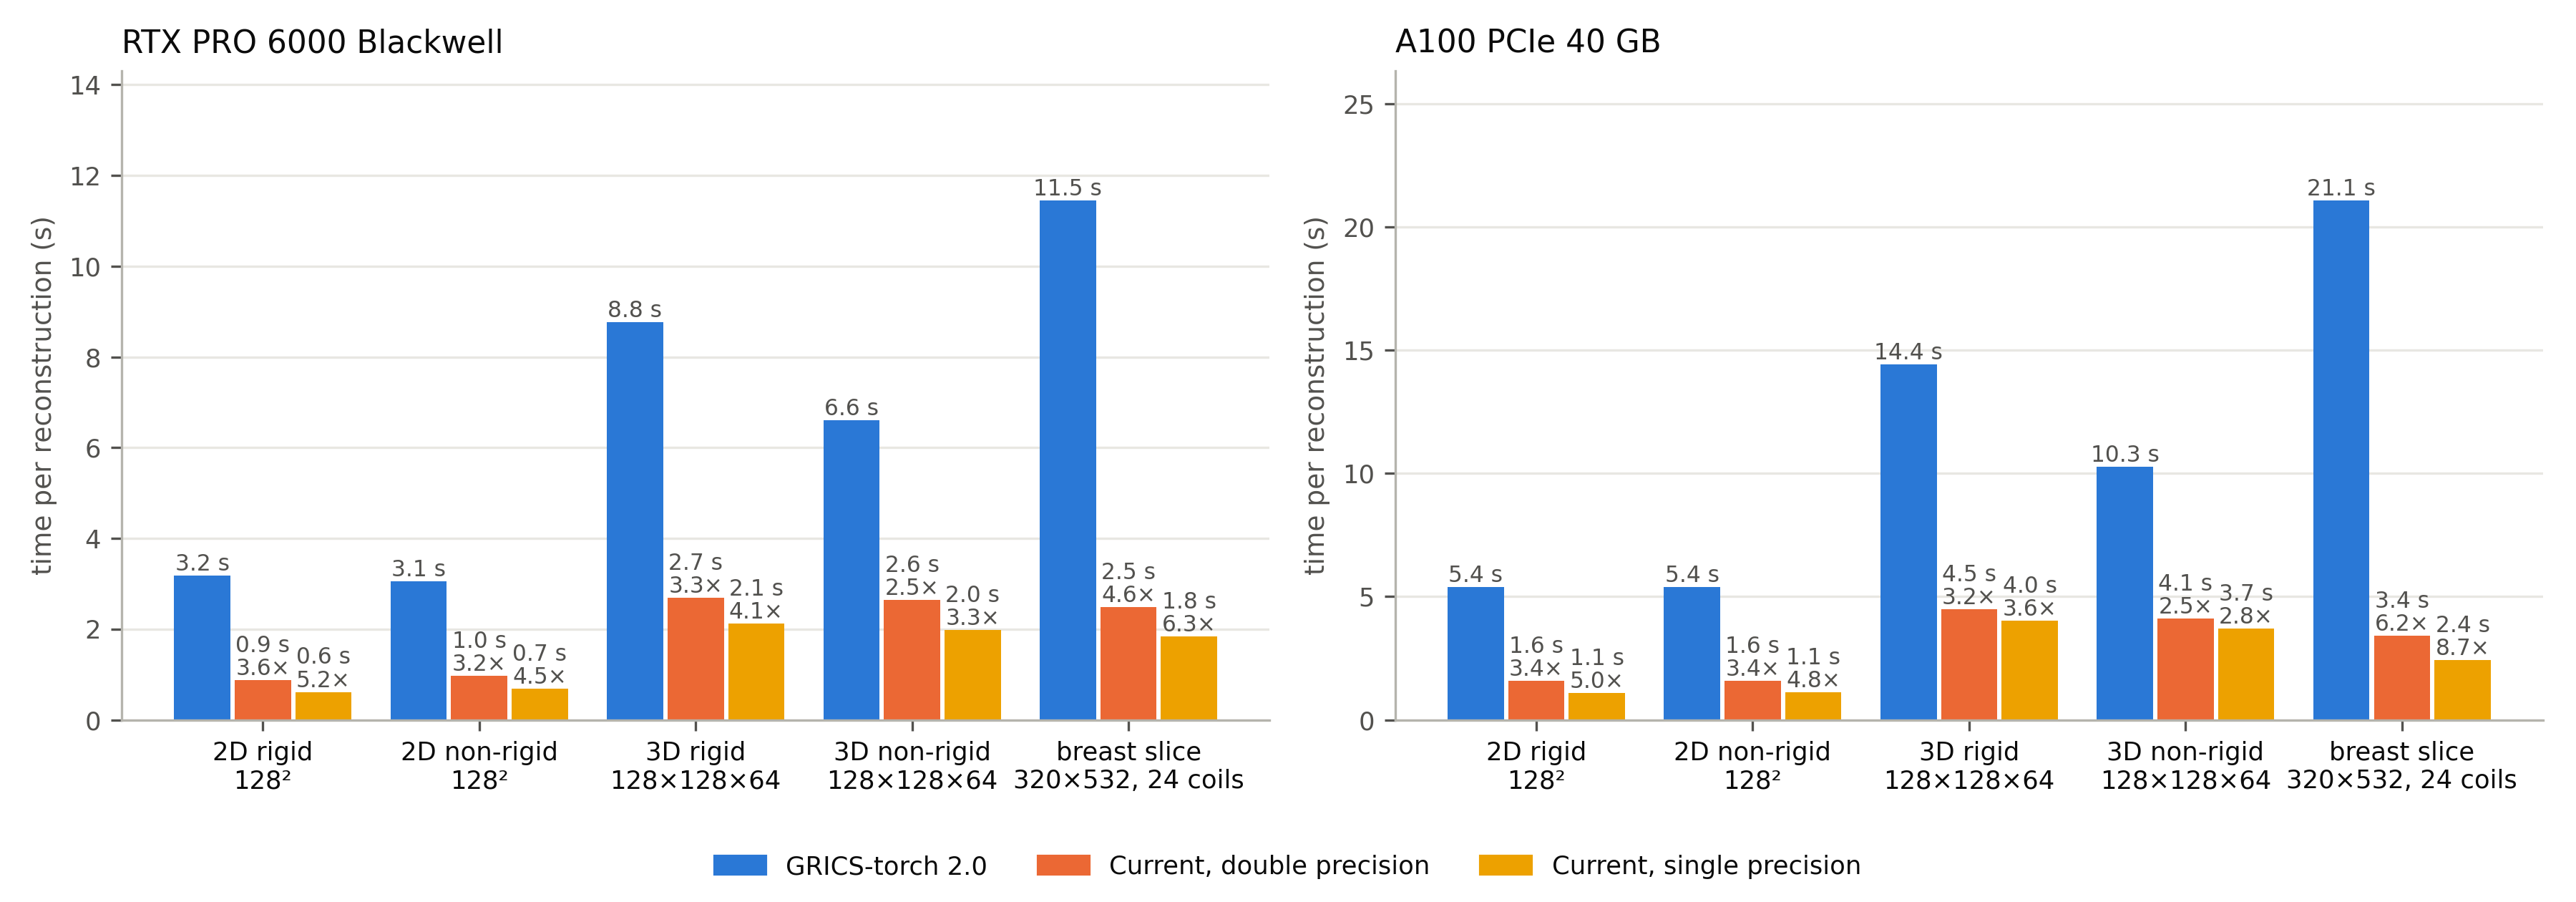 RTX PRO 6000 Blackwell
time per reconstruction (s)
14
12
10
8
6
4
2
0
3.2 s
0.9 s
3.6×
0.6 s
5.2×
3.1 s
1.0 s
3.2×
0.7 s
4.5×
8.8 s
2.7 s
3.3×
2.1 s
4.1×
6.6 s
2.6 s
2.5×
2.0 s
3.3×
11.5 s
2.5 s
4.6×
1.8 s
6.3×
2D rigid
128²
2D non-rigid
128²
3D rigid
128×128×64
3D non-rigid
128×128×64
breast slice
320×532, 24 coils
A100 PCIe 40 GB
time per reconstruction (s)
25
20
15
10
5
0
5.4 s
1.6 s
3.4×
1.1 s
5.0×
5.4 s
1.6 s
3.4×
1.1 s
4.8×
14.4 s
4.5 s
3.2×
4.0 s
3.6×
10.3 s
4.1 s
2.5×
3.7 s
2.8×
21.1 s
3.4 s
6.2×
2.4 s
8.7×
2D rigid
128²
2D non-rigid
128²
3D rigid
128×128×64
3D non-rigid
128×128×64
breast slice
320×532, 24 coils
GRICS-torch 2.0
Current, double precision
Current, single precision